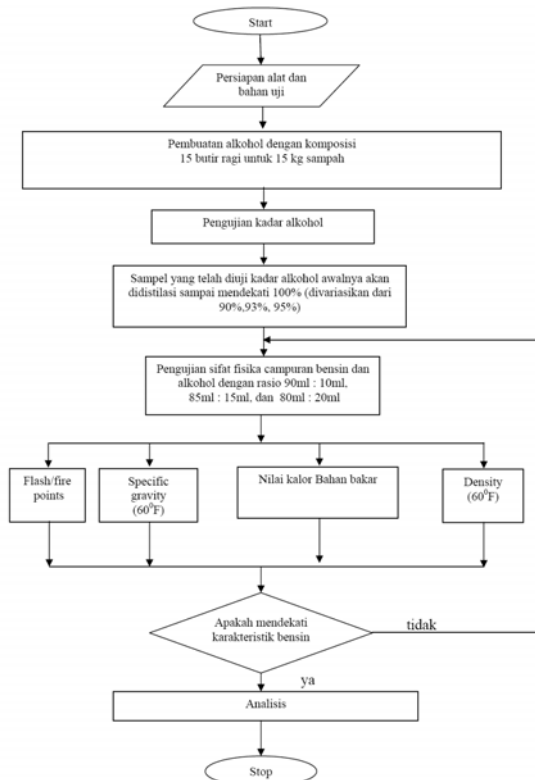 Start
Persiapan alat dan
bahan uji
Pembuatan alkohol dengan komposisi
15 butir ragi untuk 15 kg sampah
Pengujian kadar alkohol
Sampel yang telah diuji kadar alkohol awalnya akan
didistilasi sampai mendekati 100% (divariasikan dari
90%,93%, 95%)
Pengujian sifat fisika campuran bensin dan
alkohol dengan rasio 90ml : 10ml,
85ml : 15ml, dan 80ml : 20ml
Flash/fire
points
Specific
gravity
(60⁰F)
Nilai kalor Bahan bakar
Density
(60⁰F)
Apakah mendekati
karakteristik bensin
tidak
ya
Analisis
Stop